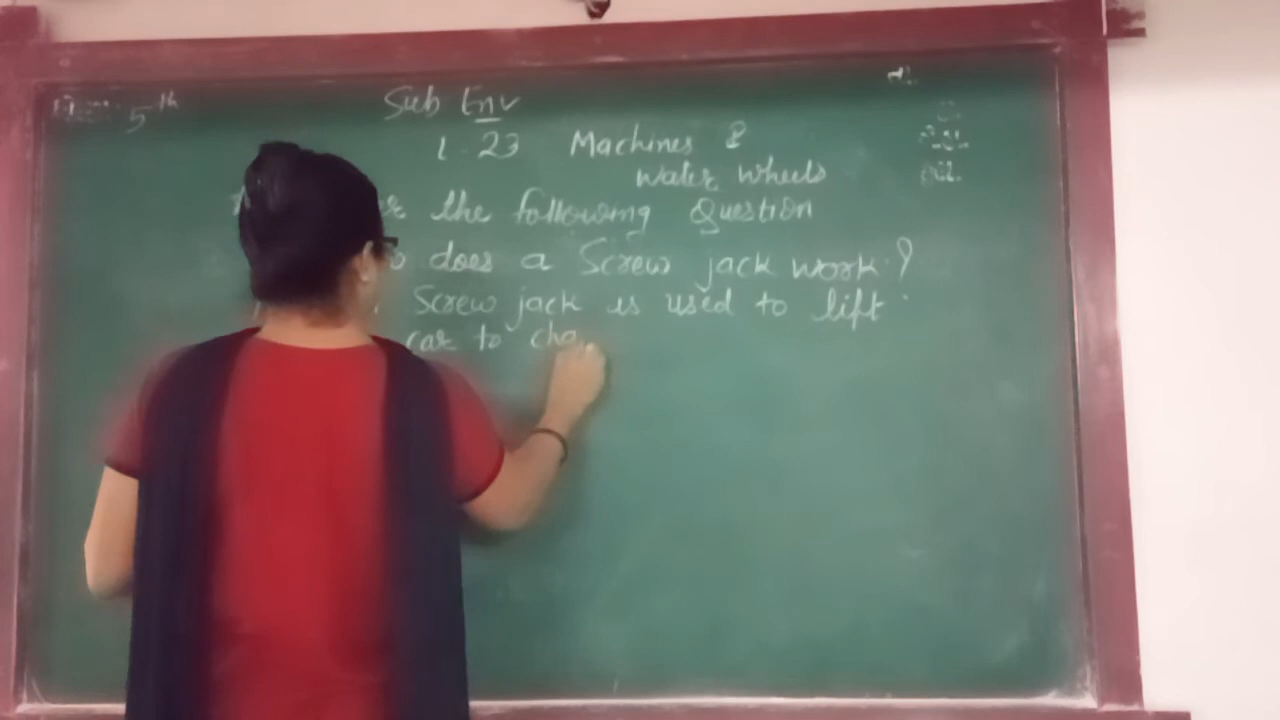 5th
Sub Env
L-23 Machines &
Water Wheels
the following Question
does a Screw jack work?
Screw jack is used to lift
car to cha